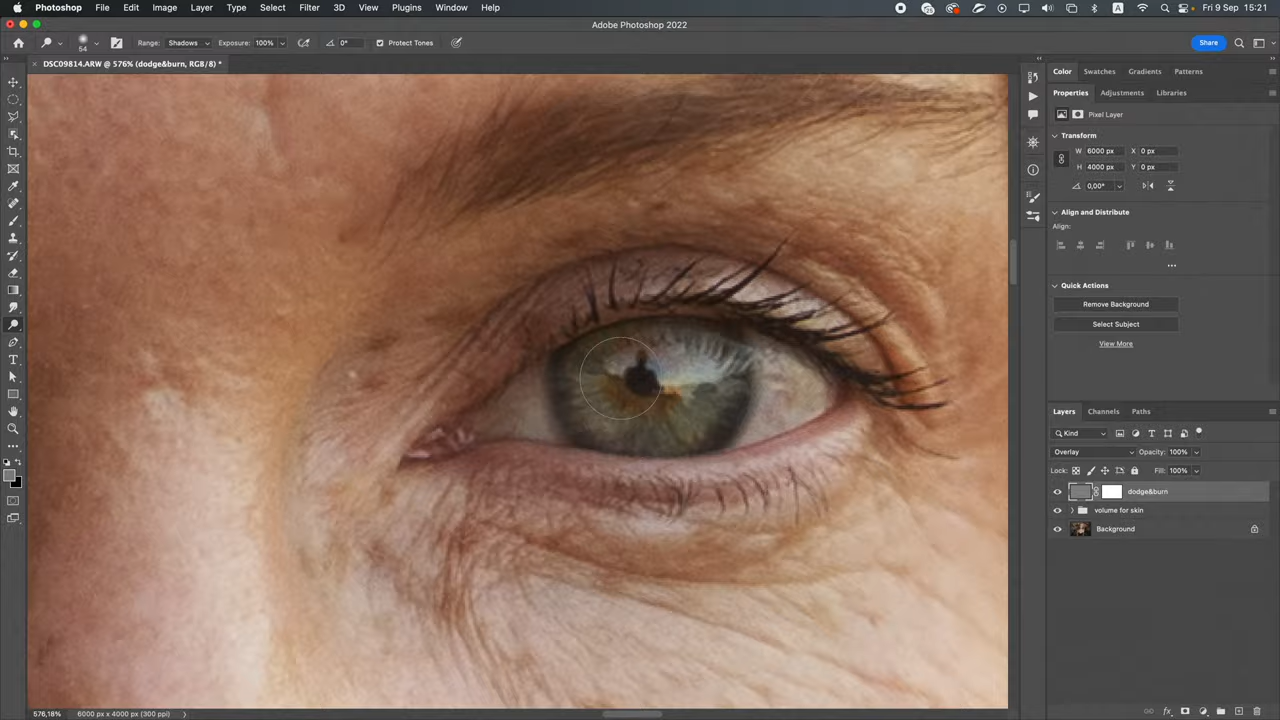 Photoshop File Edit Image Layer Type Select Filter 3D View Plugins Window Help 25 A Fri 9 Sep 15:21
Adobe Photoshop 2022
64 Range: Shadows Exposure: 100% 0° Protect Tones Share
DSC09814.ARW @ 576% (dodge&burn, RGB/8) *
Color Swatches Gradients Patterns
Properties Adjustments Libraries
Pixel Layer
Transform
W 6000 px X 0 px
H 4000 px Y 0 px
0,00°
Align and Distribute
Align:
Quick Actions
Remove Background
Select Subject
View More
Layers Channels Paths
Kind
Overlay Opacity: 100%
Lock: Fill: 100%
dodge&burn
volume for skin
Background
576,18% 6000 px x 4000 px (300 ppi)